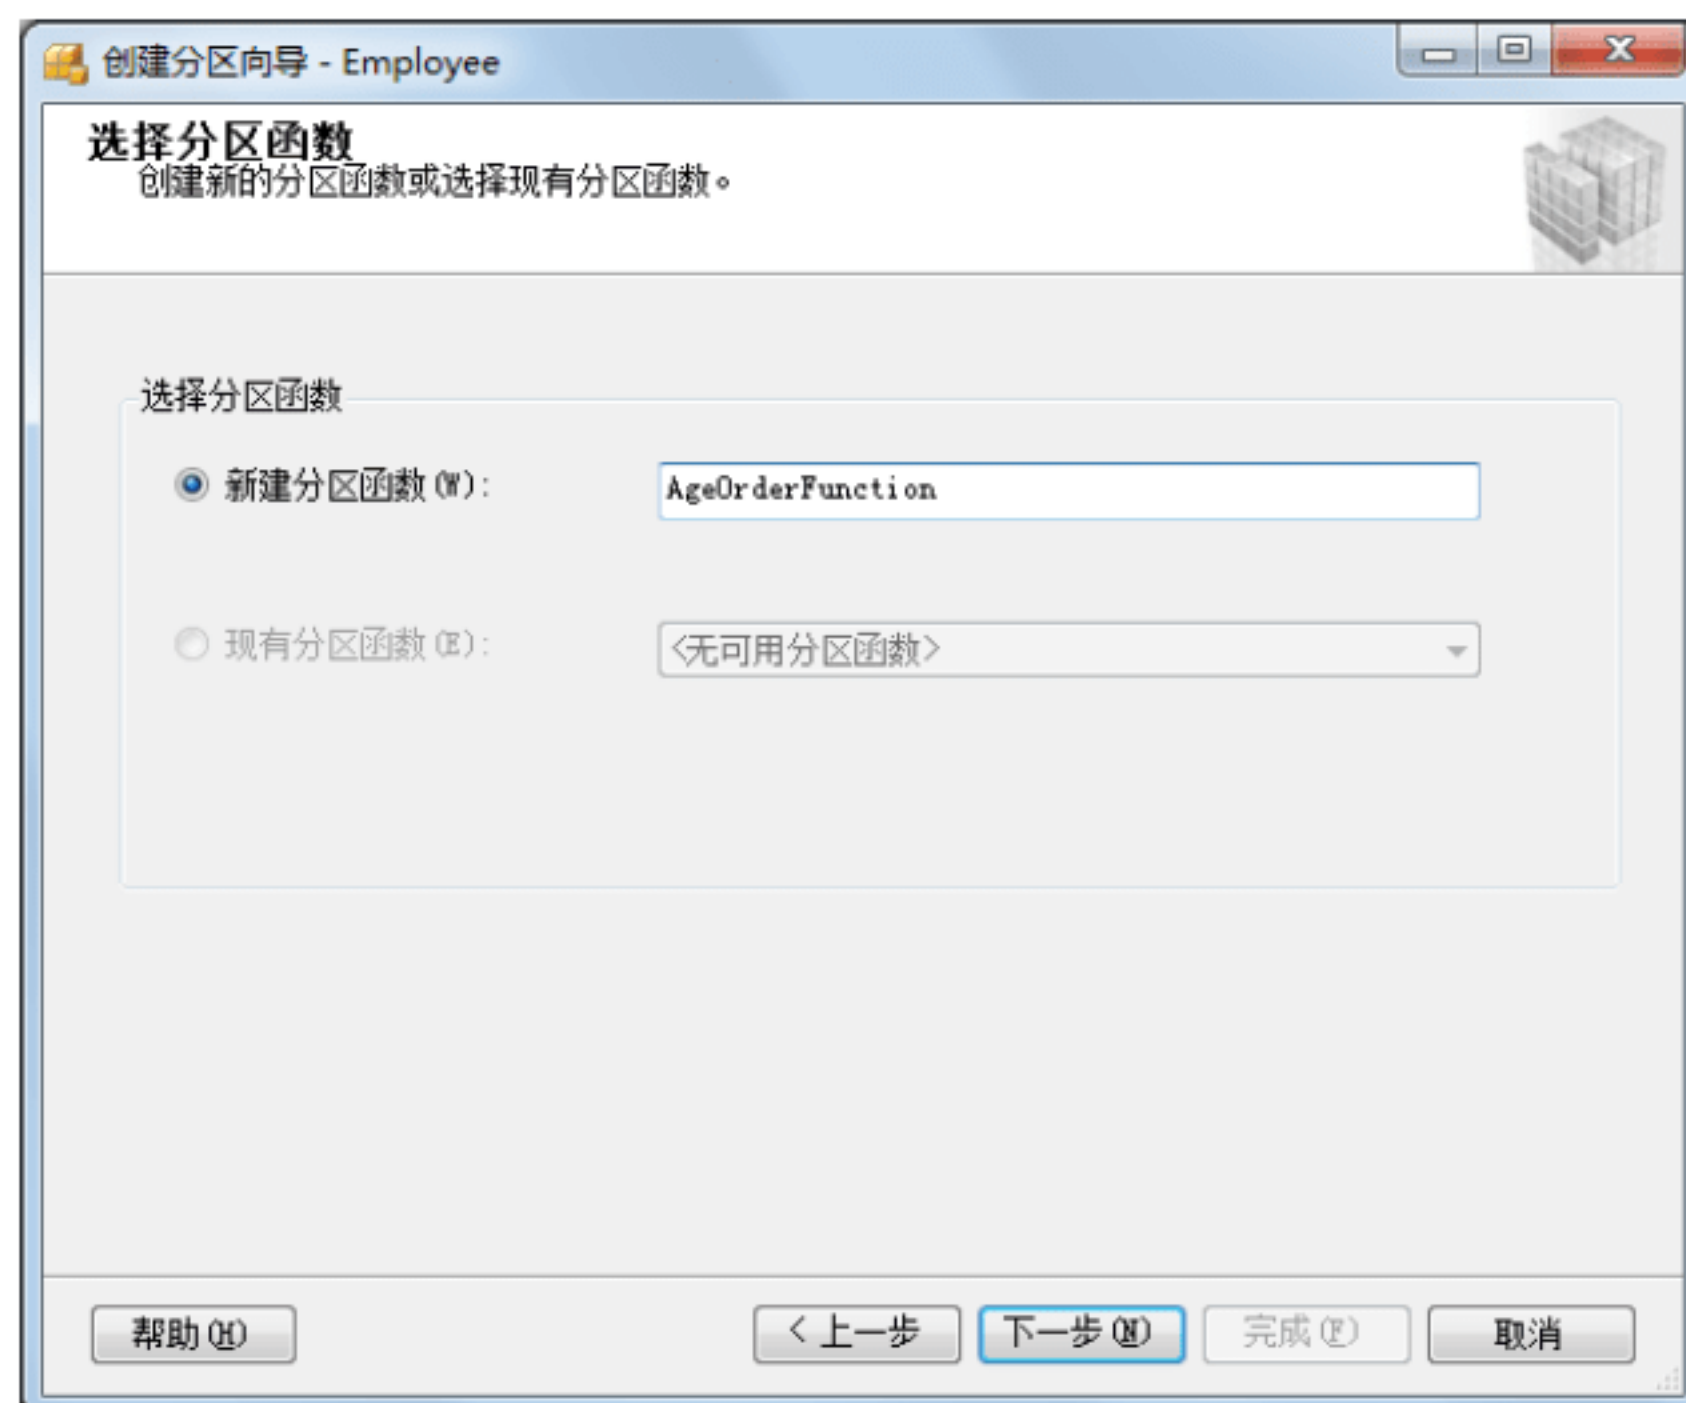 创建分区向导 - Employee
选择分区函数
创建新的分区函数或选择现有分区函数。
选择分区函数
新建分区函数(W): AgeOrderFunction
现有分区函数(E): <无可用分区函数>
帮助(H) < 上一步 下一步(N) 完成(F) 取消